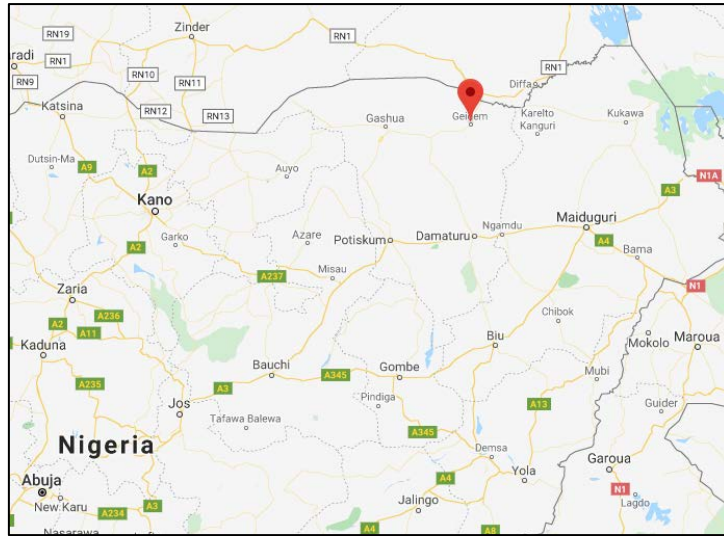 Zinder
RN19
RN1
RN1
aradi
RN9
RN10
RN11
Diffa
RN1
Katsina
RN12
RN13
Gashua
Karelto
Kanguri
Kukawa
Dutsin-Ma
A9
A2
Auyo
N1A
A3
Kano
Garko
Azare
Potiskum
Damaturu
Ngamdu
Maiduguri
A2
A4
Bama
A237
Misau
N1
Zaria
A236
A2
A11
Chibok
Kaduna
Biu
Mokolo
Maroua
A235
Bauchi
A345
Gombe
Mubi
A3
Jos
Pindiga
A13
Guider
Tafawa Balewa
A345
Nigeria
Demsa
Garoua
Abuja
A4
Yola
N1
New Karu
A234
A3
Jalingo
Lagdo
Nasarawa
A4
A8